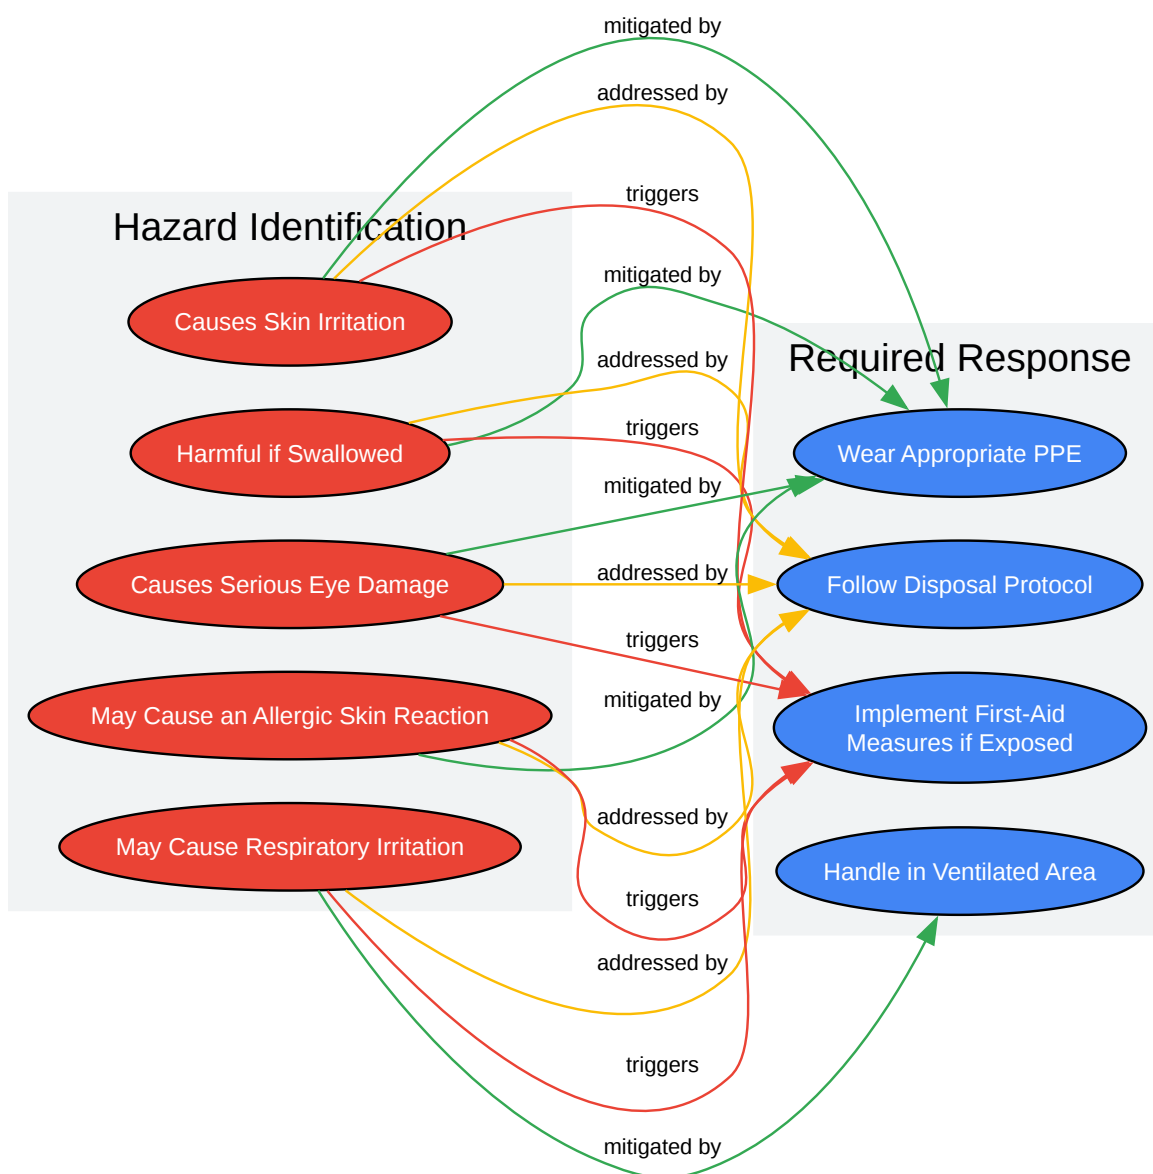 mitigated by
addressed by
triggers
Hazard Identification
mitigated by
Causes Skin Irritation
Required Response
addressed by
triggers
Harmful if Swallowed
Wear Appropriate PPE
mitigated by
addressed by
Causes Serious Eye Damage
Follow Disposal Protocol
triggers
mitigated by
May Cause an Allergic Skin Reaction
Implement First-Aid
Measures if Exposed
addressed by
May Cause Respiratory Irritation
Handle in Ventilated Area
triggers
addressed by
triggers
mitigated by